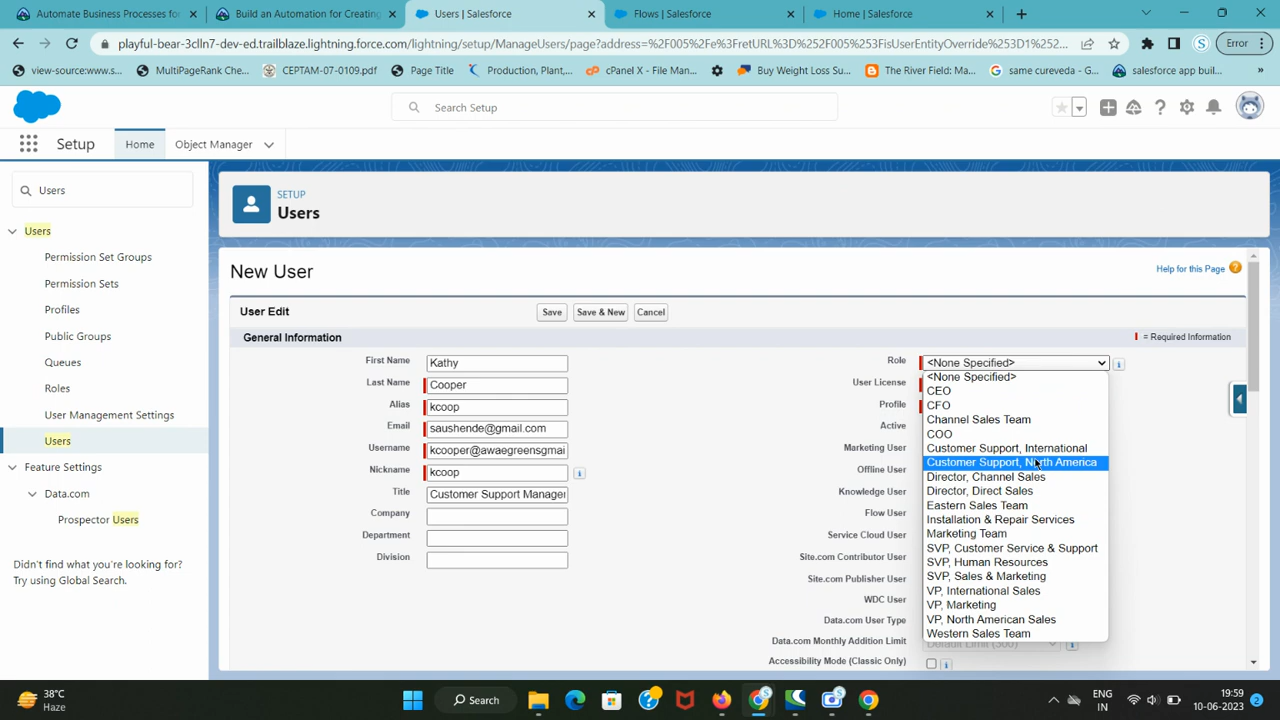 Automate Business Processes for
Build an Automation for Creating
Users | Salesforce
Flows | Salesforce
Home | Salesforce
playful-bear-3clln7-dev-ed.trailblaze.lightning.force.com/lightning/setup/ManageUsers/page?address=%2F005%2Fe%3FretURL%3D%252F005%253FisUserEntityOverride%253D1%252...
Error
view-source:www.s...
MultiPageRank Che...
CEPTAM-07-0109.pdf
Page Title
Production, Plant,...
cPanel X - File Man...
Buy Weight Loss Su...
The River Field: Ma...
same cureveda - G...
salesforce app buil...
»
Search Setup
Setup
Home
Object Manager
Users
Users
Permission Set Groups
Permission Sets
Profiles
Public Groups
Queues
Roles
User Management Settings
Users
Feature Settings
Data.com
Prospector Users
Didn't find what you're looking for?
Try using Global Search.
SETUP
Users
New User
Help for this Page
User Edit
Save
Save & New
Cancel
General Information
= Required Information
First Name
Kathy
Last Name
Cooper
Alias
kcoop
Email
saushende@gmail.com
Username
kcooper@awaegreensgmai
Nickname
kcoop
Title
Customer Support Manager
Company
Department
Division
Role
<None Specified>
User License
Profile
Active
Marketing User
Offline User
Knowledge User
Flow User
Service Cloud User
Site.com Contributor User
Site.com Publisher User
WDC User
Data.com User Type
Data.com Monthly Addition Limit
Default Limit (300)
Accessibility Mode (Classic Only)
<None Specified>
CEO
CFO
Channel Sales Team
COO
Customer Support, International
Customer Support, North America
Director, Channel Sales
Director, Direct Sales
Eastern Sales Team
Installation & Repair Services
Marketing Team
SVP, Customer Service & Support
SVP, Human Resources
SVP, Sales & Marketing
VP, International Sales
VP, Marketing
VP, North American Sales
Western Sales Team
38°C
Haze
Search
ENG
IN
19:59
10-06-2023